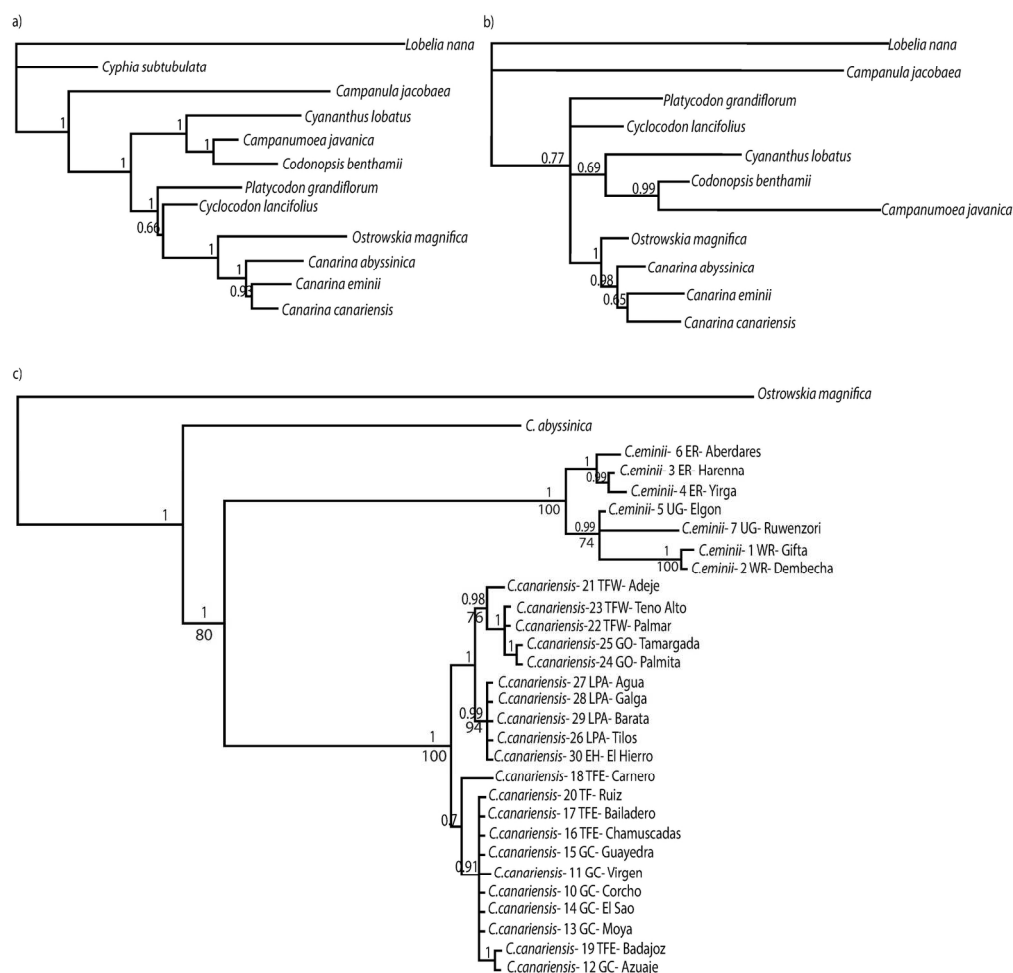 a)
Lobelia nana
Cyphia subtubulata
Campanula jacobaea
1
Cyananthus lobatus
1
Campanumoea javanica
1
Codonopsis benthamii
1
Platycodon grandiflorum
1
Cyclocodon lancifolius
0.66
Ostrowskia magnifica
1
Canarina abyssinica
1
Canarina eminii
0.93
Canarina canariensis
b)
Lobelia nana
Campanula jacobaea
Platycodon grandiflorum
Cyclocodon lancifolius
0.77
Cyananthus lobatus
0.69
Codonopsis benthamii
0.99
Campanumoea javanica
Ostrowskia magnifica
1
Canarina abyssinica
0.98
Canarina eminii
0.65
Canarina canariensis
c)
Ostrowskia magnifica
C. abyssinica
C.eminii- 6 ER- Aberdares
1
C.eminii- 3 ER- Harenna
0.99
C.eminii- 4 ER- Yirga
1
100
C.eminii- 5 UG- Elgon
1
0.99
C.eminii- 7 UG- Ruwenzori
74
1
C.eminii- 1 WR- Gifta
100
C.eminii- 2 WR- Dembecha
C.canariensis- 21 TFW- Adeje
0.98
C.canariensis-23 TFW- Teno Alto
1
76
1
C.canariensis-22 TFW- Palmar
80
C.canariensis-25 GO- Tamargada
1
C.canariensis-24 GO- Palmita
1
C.canariensis-27 LPA- Agua
C.canariensis- 28 LPA- Galga
0.99
C.canariensis- 29 LPA- Barata
94
C.canariensis-26 LPA- Tilos
1
100
C.canariensis- 30 EH- El Hierro
C.canariensis- 18 TFE- Carnero
C.canariensis- 20 TF- Ruiz
C.canariensis- 17 TFE- Bailadero
0.7
C.canariensis- 16 TFE- Chamuscadas
C.canariensis- 15 GC- Guayedra
0.91
C.canariensis- 11 GC- Virgen
C.canariensis- 10 GC- Corcho
C.canariensis- 14 GC- El Sao
C.canariensis- 13 GC- Moya
1
C.canariensis- 19 TFE- Badajoz
C.canariensis- 12 GC- Azuaje